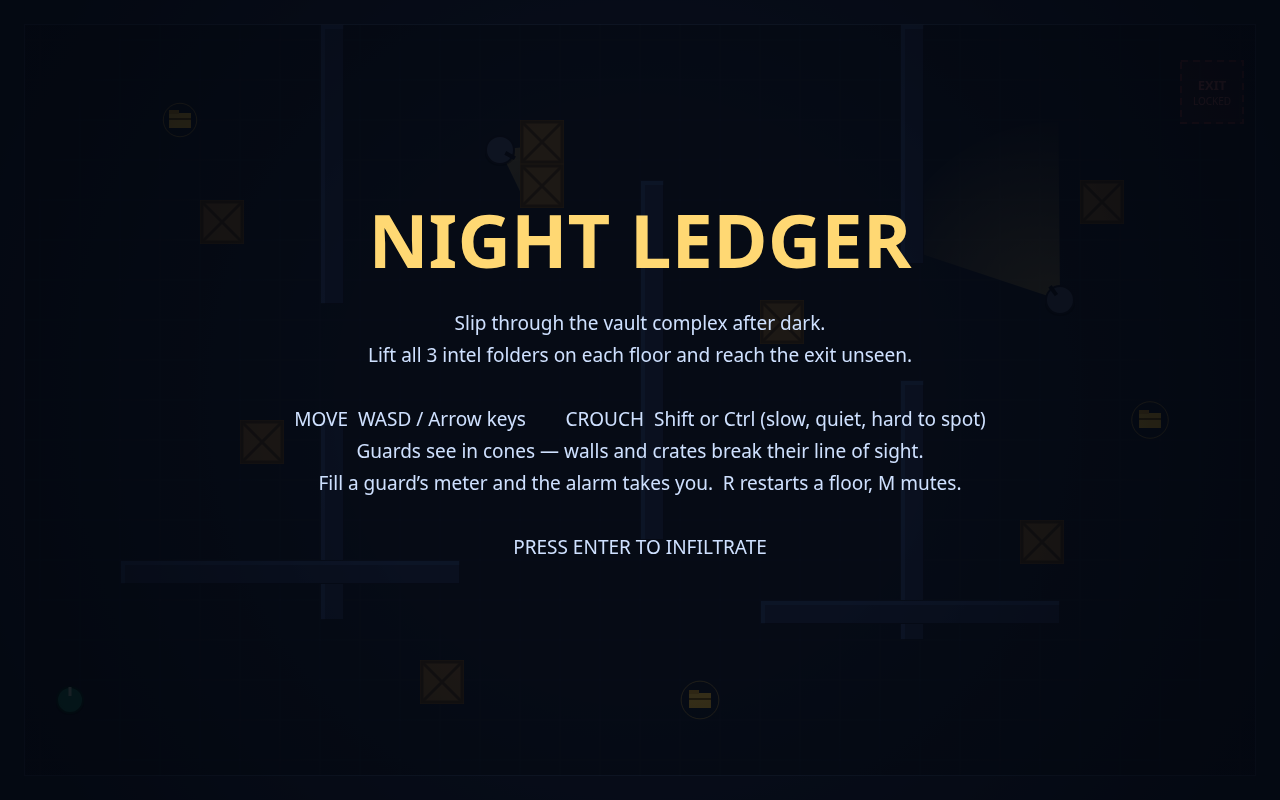 EXIT
LOCKED
NIGHT LEDGER
Slip through the vault complex after dark.
Lift all 3 intel folders on each floor and reach the exit unseen.
MOVE  WASD / Arrow keys        CROUCH  Shift or Ctrl (slow, quiet, hard to spot)
Guards see in cones — walls and crates break their line of sight.
Fill a guard’s meter and the alarm takes you.  R restarts a floor, M mutes.
PRESS ENTER TO INFILTRATE